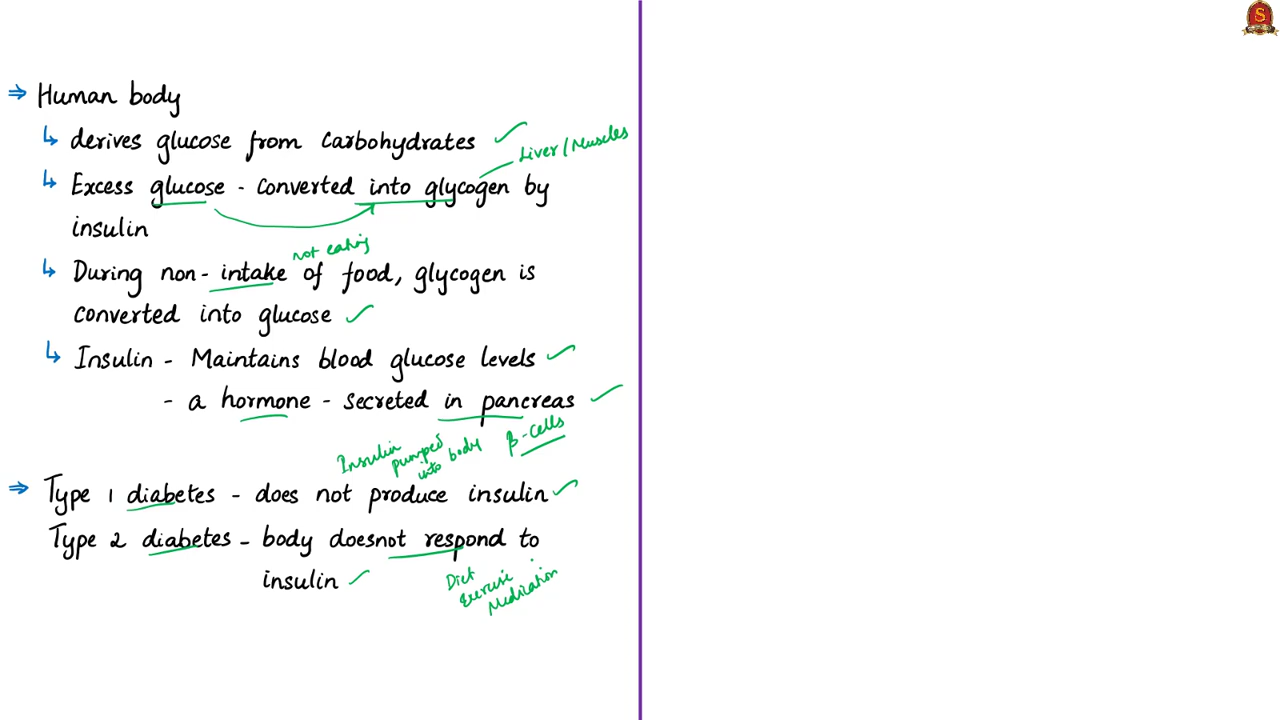 ⇒ Human body
↳ derives glucose from carbohydrates ✓
Liver/Muscles
↳ Excess glucose - converted into glycogen by
insulin
not eating
↳ During non-intake of food, glycogen is
converted into glucose ✓
↳ Insulin - Maintains blood glucose levels ✓
- a hormone - secreted in pancreas ✓
β-cells
Insulin pumped into body
⇒ Type 1 diabetes - does not produce insulin ✓
Type 2 diabetes - body doesnot respond to
insulin ✓
Diet
Exercise
Medication
S